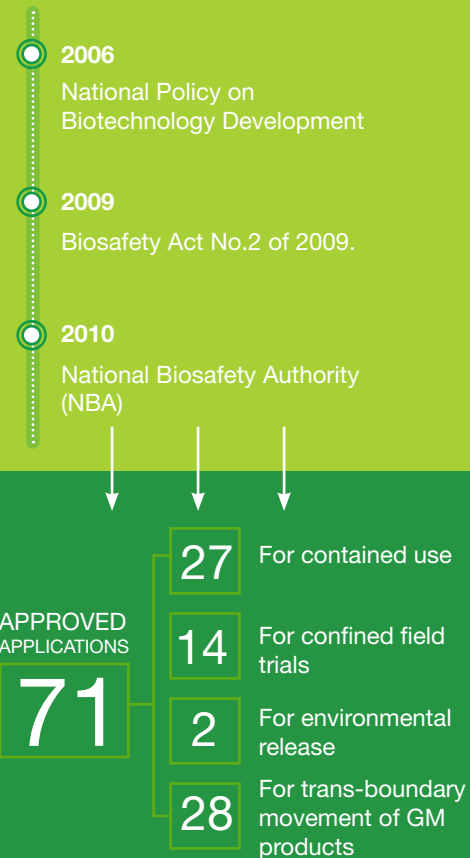 2006
National Policy on
Biotechnology Development
2009
Biosafety Act No.2 of 2009.
2010
National Biosafety Authority
(NBA)
APPROVED
APPLICATIONS
71
27
For contained use
14
For confined field
trials
2
For environmental
release
28
For trans-boundary
movement of GM
products